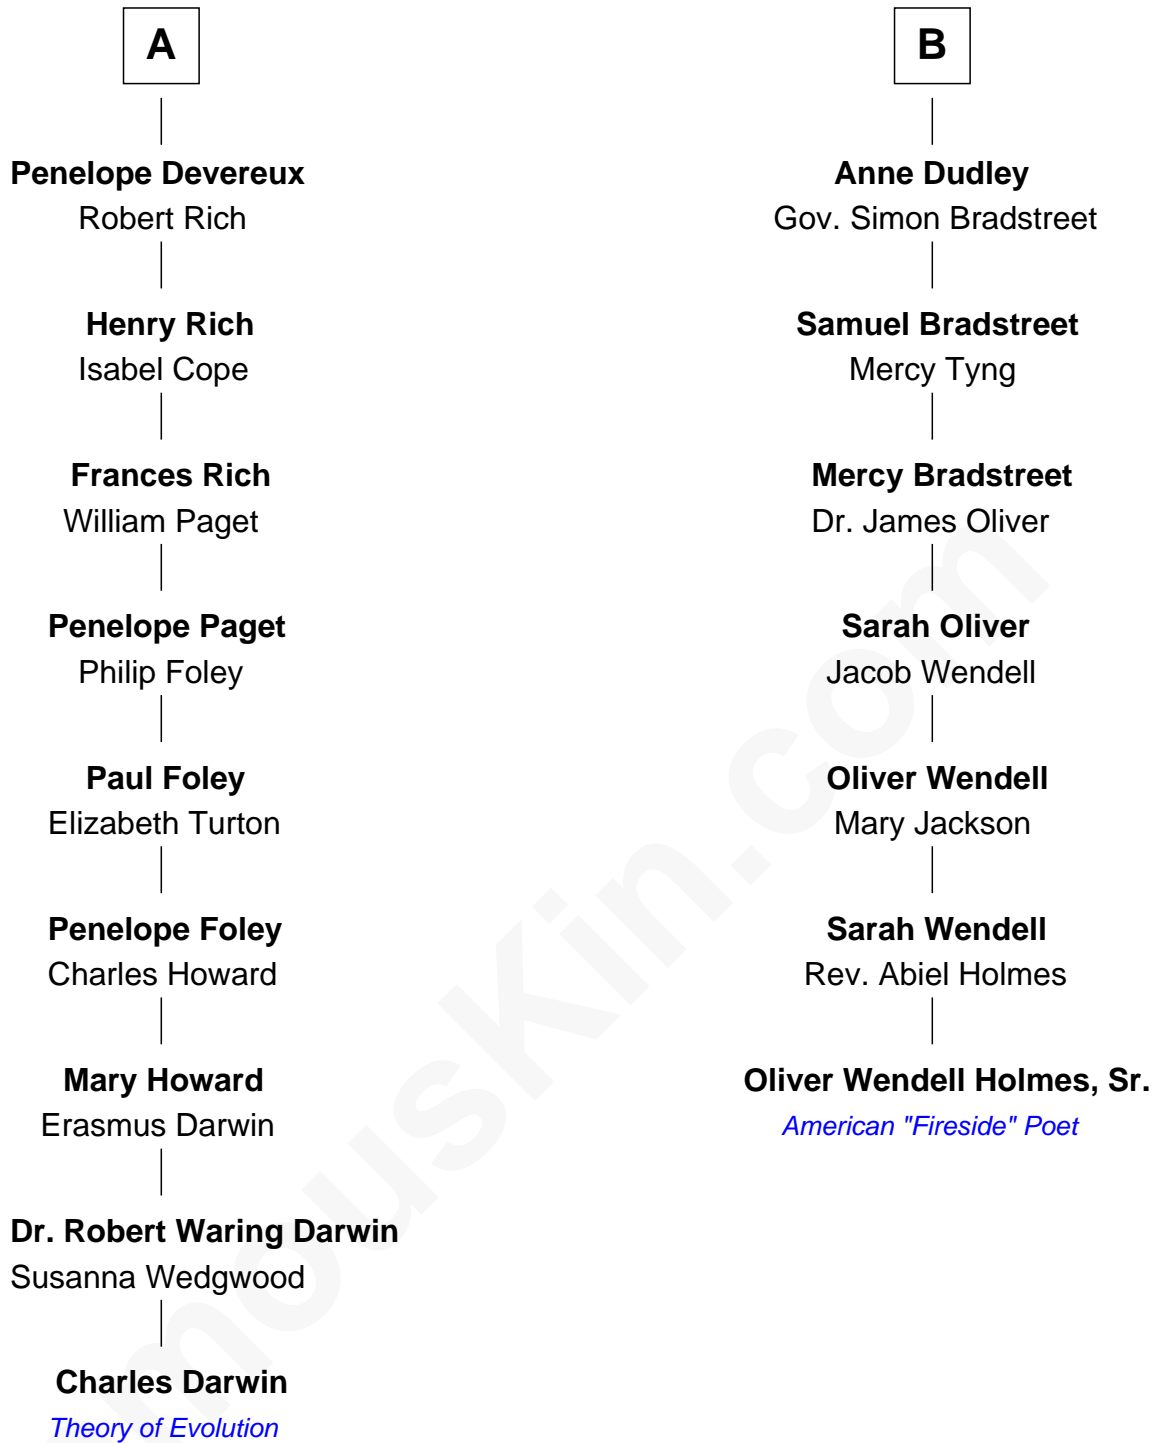 A
Penelope Devereux
Robert Rich
Henry Rich
Isabel Cope
Frances Rich
William Paget
Penelope Paget
Philip Foley
Paul Foley
Elizabeth Turton
Penelope Foley
Charles Howard
Mary Howard
Erasmus Darwin
Dr. Robert Waring Darwin
Susanna Wedgwood
Charles Darwin
Theory of Evolution
B
Anne Dudley
Gov. Simon Bradstreet
Samuel Bradstreet
Mercy Tyng
Mercy Bradstreet
Dr. James Oliver
Sarah Oliver
Jacob Wendell
Oliver Wendell
Mary Jackson
Sarah Wendell
Rev. Abiel Holmes
Oliver Wendell Holmes, Sr.
American "Fireside" Poet
mousKin.com